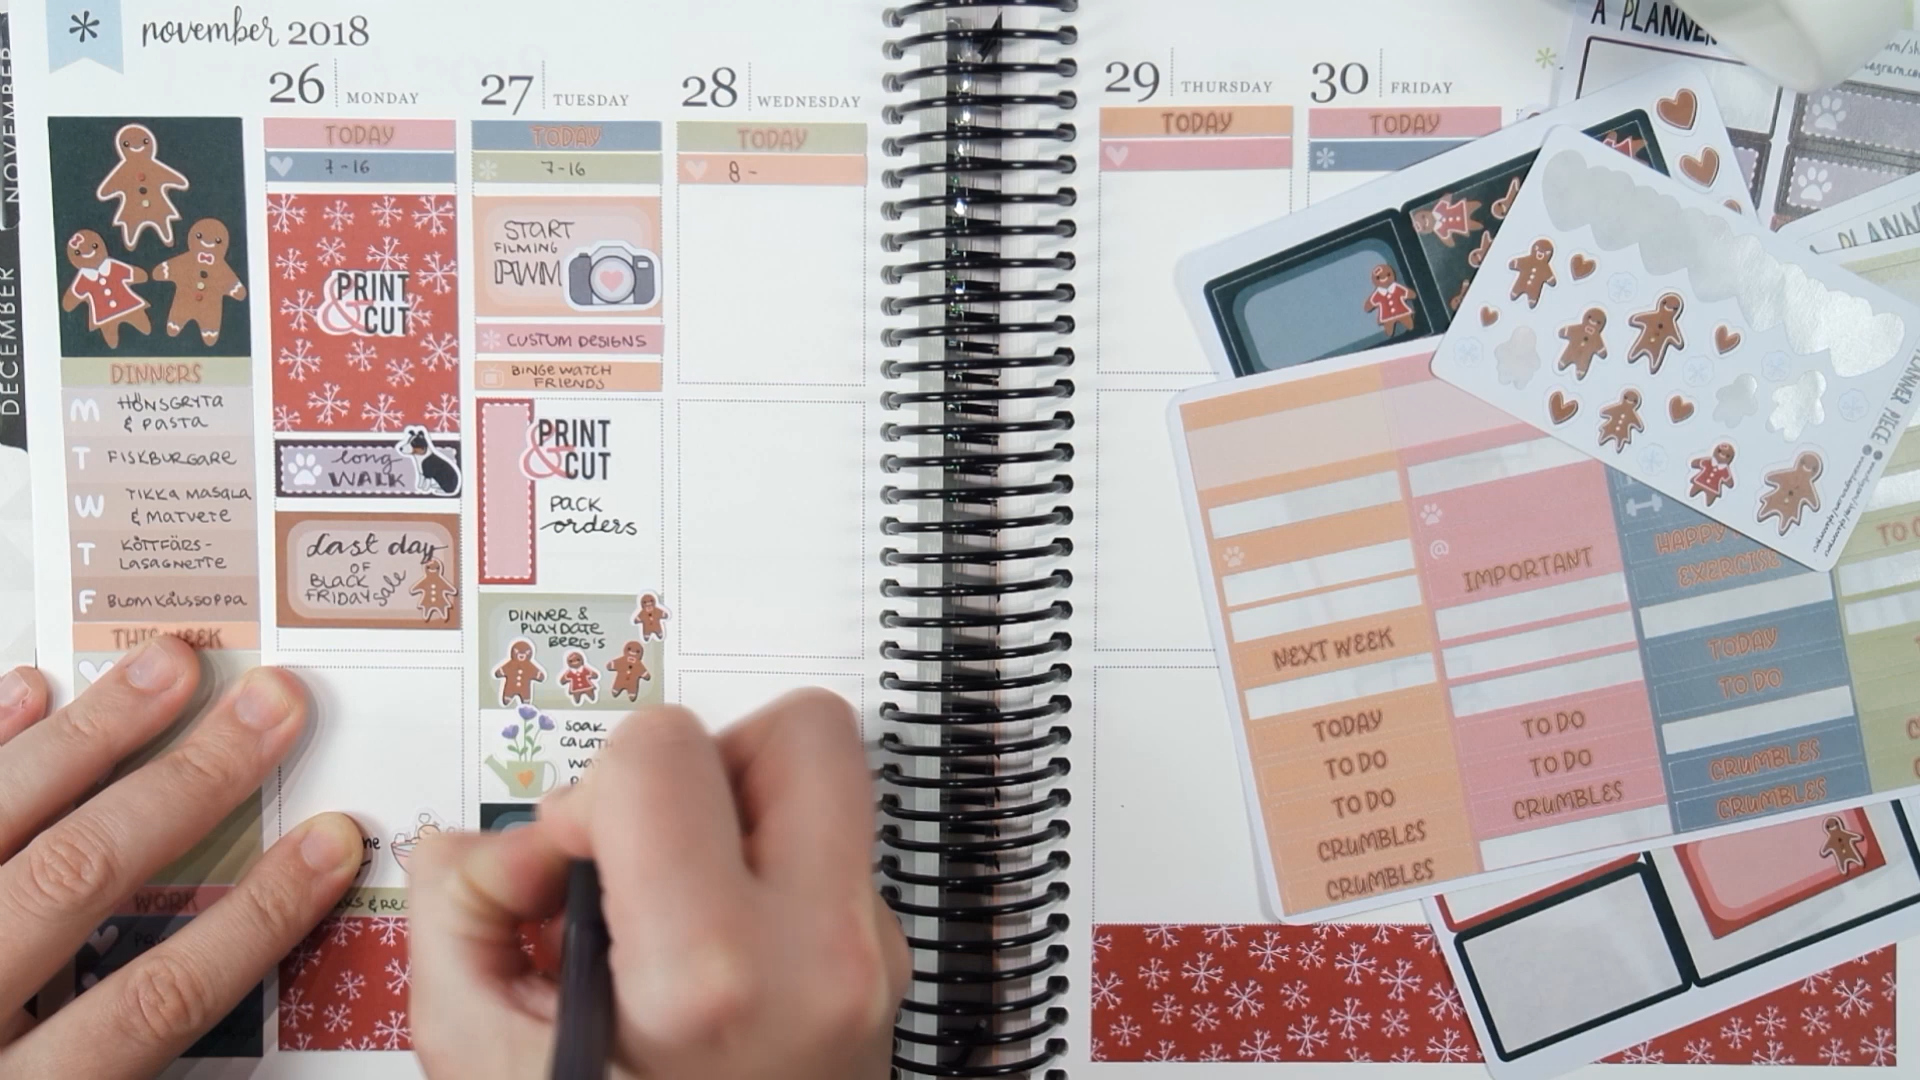 november 2018
NOVEMBER
DECEMBER
26 MONDAY
27 TUESDAY
28 WEDNESDAY
29 THURSDAY
30 FRIDAY
TODAY
TODAY
TODAY
TODAY
TODAY
7-16
7-16
8-
DINNERS
M HÖNSGRYTA
& PASTA
T FISKBURGARE
W TIKKA MASALA
& MATVETE
T KÖTTFÄRS-
LASAGNETTE
F BLOMKÅLSSOPPA
THIS WEEK
WORK
PRINT
& CUT
long
WALK
Last day
OF
BLACK
FRIDAY sale
START
FILMING
PWM
CUSTOM DESIGNS
BINGE WATCH
FRIENDS
PRINT
& CUT
PACK
orders
DINNER &
PLAYDATE
BERG'S
SOAK
A PLANNER
PLANNER PIECE
IMPORTANT
HAPPY
EXERCISE
NEXT WEEK
TODAY
TO DO
TODAY
TO DO
TO DO
CRUMBLES
CRUMBLES
TO DO
TO DO
CRUMBLES
CRUMBLES
CRUMBLES